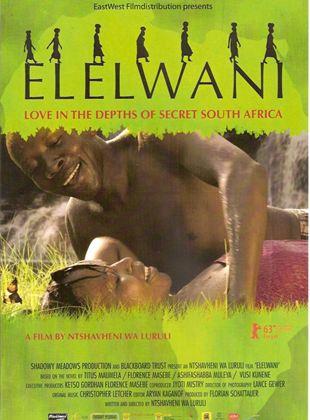 EastWest Filmdistribution presents
ELELWANI
LOVE IN THE DEPTHS OF SECRET SOUTH AFRICA
A FILM BY NTSHAVHENI WA LURULI
63
SHADOWY MEADOWS PRODUCTION AND BLACKBOARD TRUST PRESENT AN NTSHAVHENI WA LURULI FILM "ELELWANI"
BASED ON THE NOVEL BY TITUS MAUMELA / FLORENCE MASEBE / ASHIFASHABBA MULEYA / VUSI KUNENE
EXECUTIVE PRODUCERS KETSO GORDHAN FLORENCE MASEBE COPRODUCER JYOTI MISTRY DIRECTOR OF PHOTOGRAPHY LANCE GEWER
ORIGINAL MUSIC CHRISTOPHER LETCHER EDITOR ARYAN KAGANOF PRODUCED BY FLORIAN SCHATTAUER
WRITTEN AND DIRECTED BY NTSHAVHENI WA LURULI